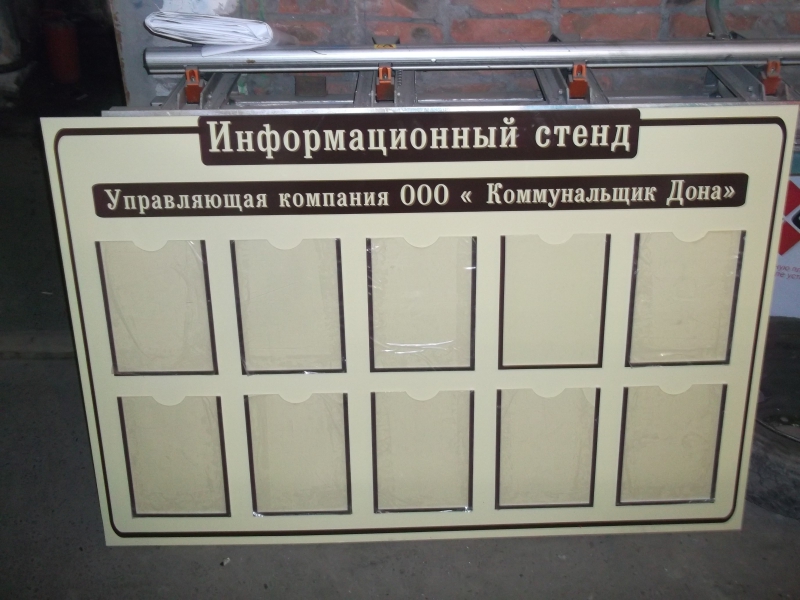 Информационный стенд
Управляющая компания ООО « Коммунальщик Дона»